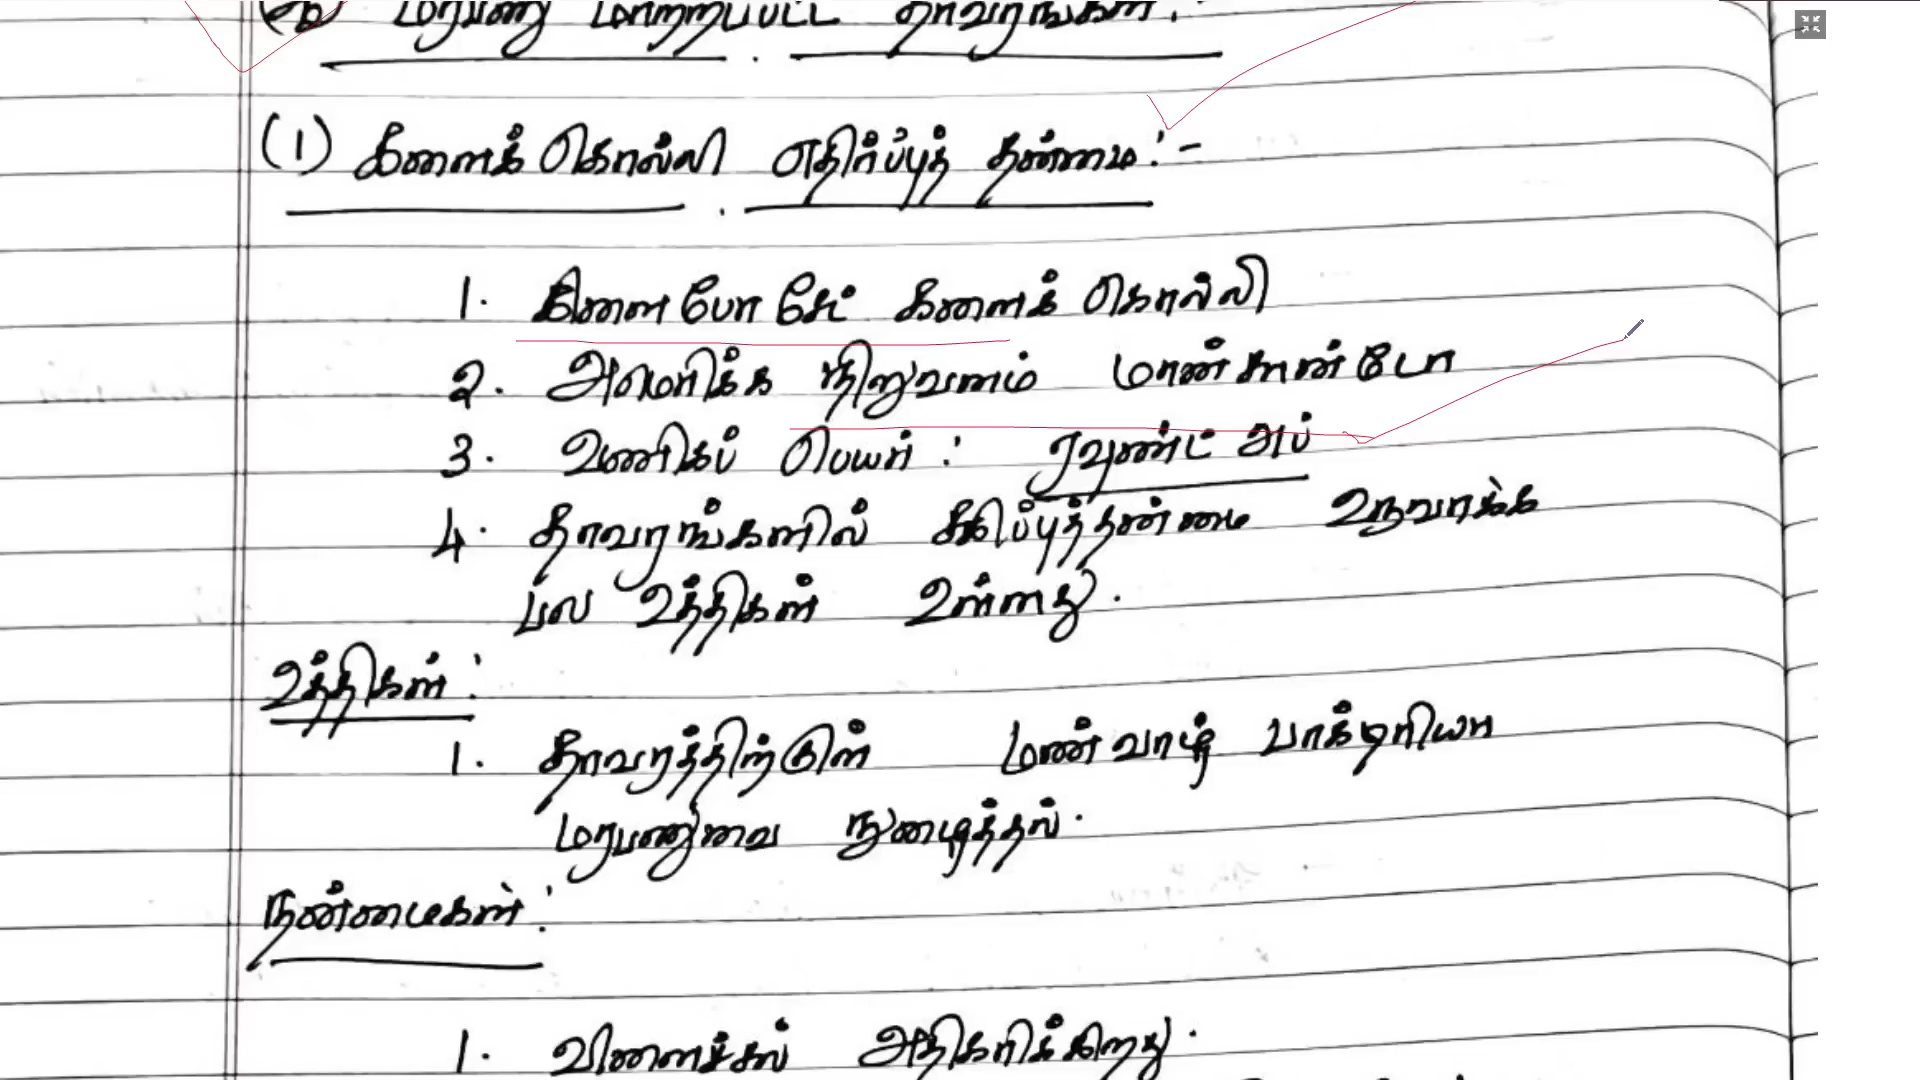 மரபணு மாற்றப்பட்ட தாவரங்கள் :
(1) களைக் கொல்லி எதிர்ப்புத் தன்மை :-
1. கிளைபோசேட் களைக் கொல்லி
2. அமெரிக்க நிறுவனம் மான்சாண்டோ
3. வணிகப் பெயர் : ரவுண்ட் அப்
4. தாவரங்களில் சகிப்புத்தன்மை உருவாக்க
பல உத்திகள் உள்ளது.
உத்திகள் :
1. தாவரத்திற்குள் மண்வாழ் பாக்டீரியா
மரபணுவை நுழைத்தல்.
நன்மைகள் :
1. விளைச்சல் அதிகரிக்கிறது.